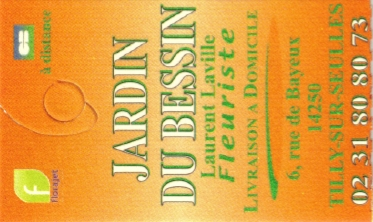 à distance
florajet
JARDIN
DU BESSIN
Laurent Laville
Fleuriste
LIVRAISON A DOMICILE
6, rue de Bayeux
14250
TILLY-SUR-SEULLES
02 31 80 80 73